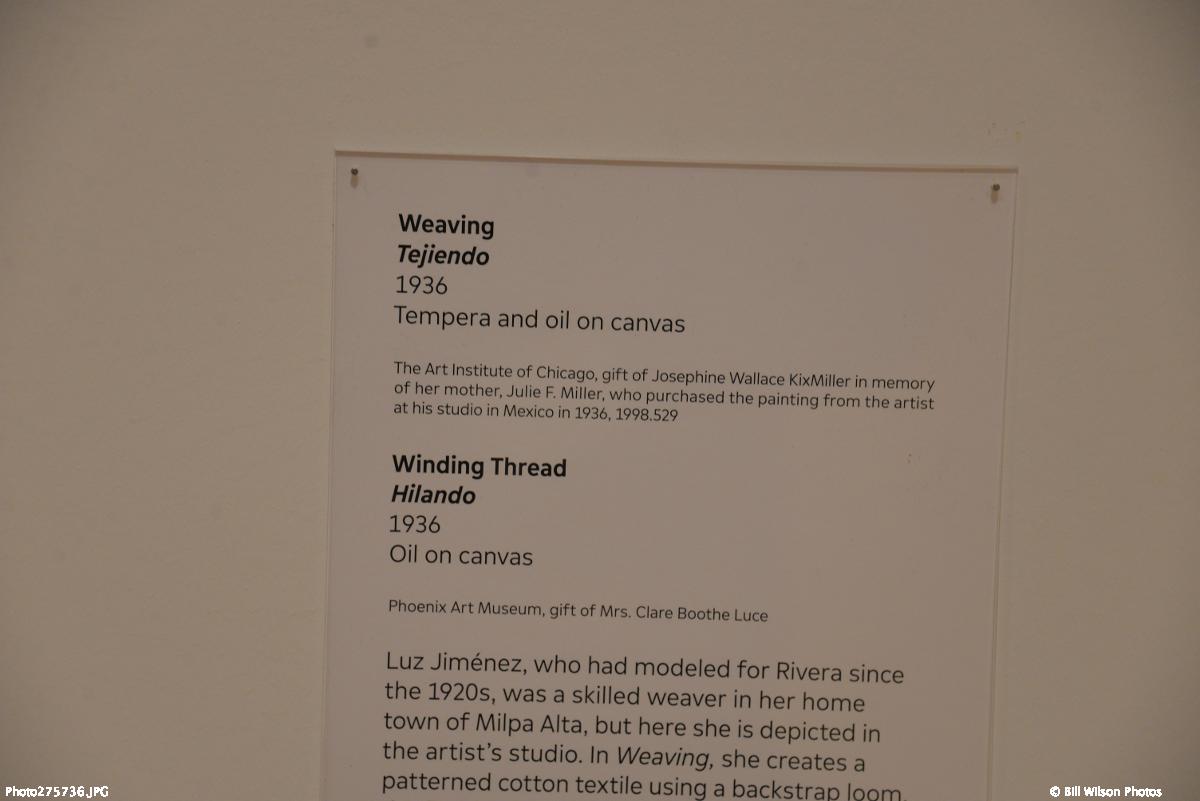 Weaving
Tejiendo
1936
Tempera and oil on canvas
The Art Institute of Chicago, gift of Josephine Wallace KixMiller in memory
of her mother, Julie F. Miller, who purchased the painting from the artist
at his studio in Mexico in 1936, 1998.529
Winding Thread
Hilando
1936
Oil on canvas
Phoenix Art Museum, gift of Mrs. Clare Boothe Luce
Luz Jiménez, who had modeled for Rivera since
the 1920s, was a skilled weaver in her home
town of Milpa Alta, but here she is depicted in
the artist's studio. In Weaving, she creates a
patterned cotton textile using a backstrap loom.
Photo275736.JPG
© Bill Wilson Photos